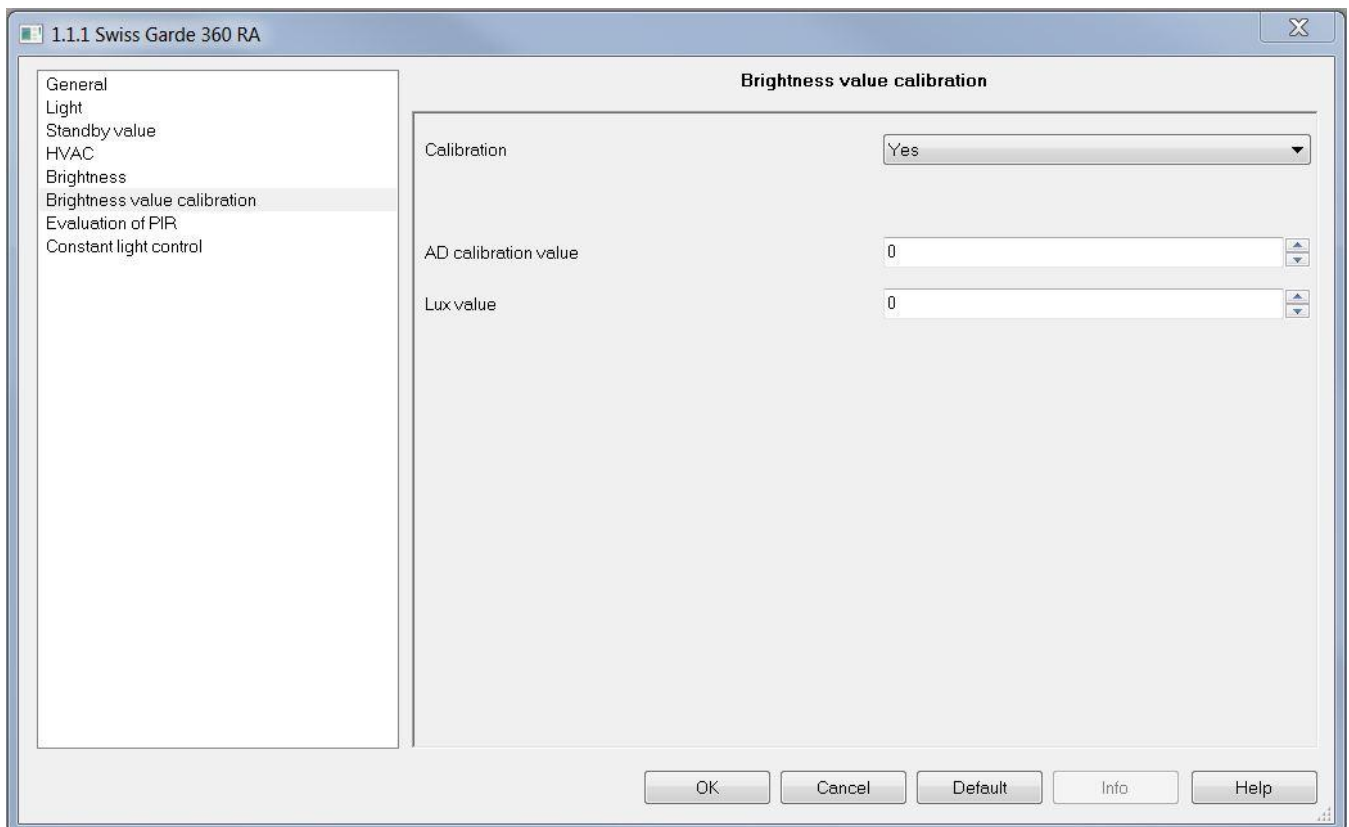 1.1.1 Swiss Garde 360 RA
General
Light
Standby value
HVAC
Brightness
Brightness value calibration
Evaluation of PIR
Constant light control
Brightness value calibration
Calibration
Yes
AD calibration value
0
Lux value
0
OK
Cancel
Default
Info
Help